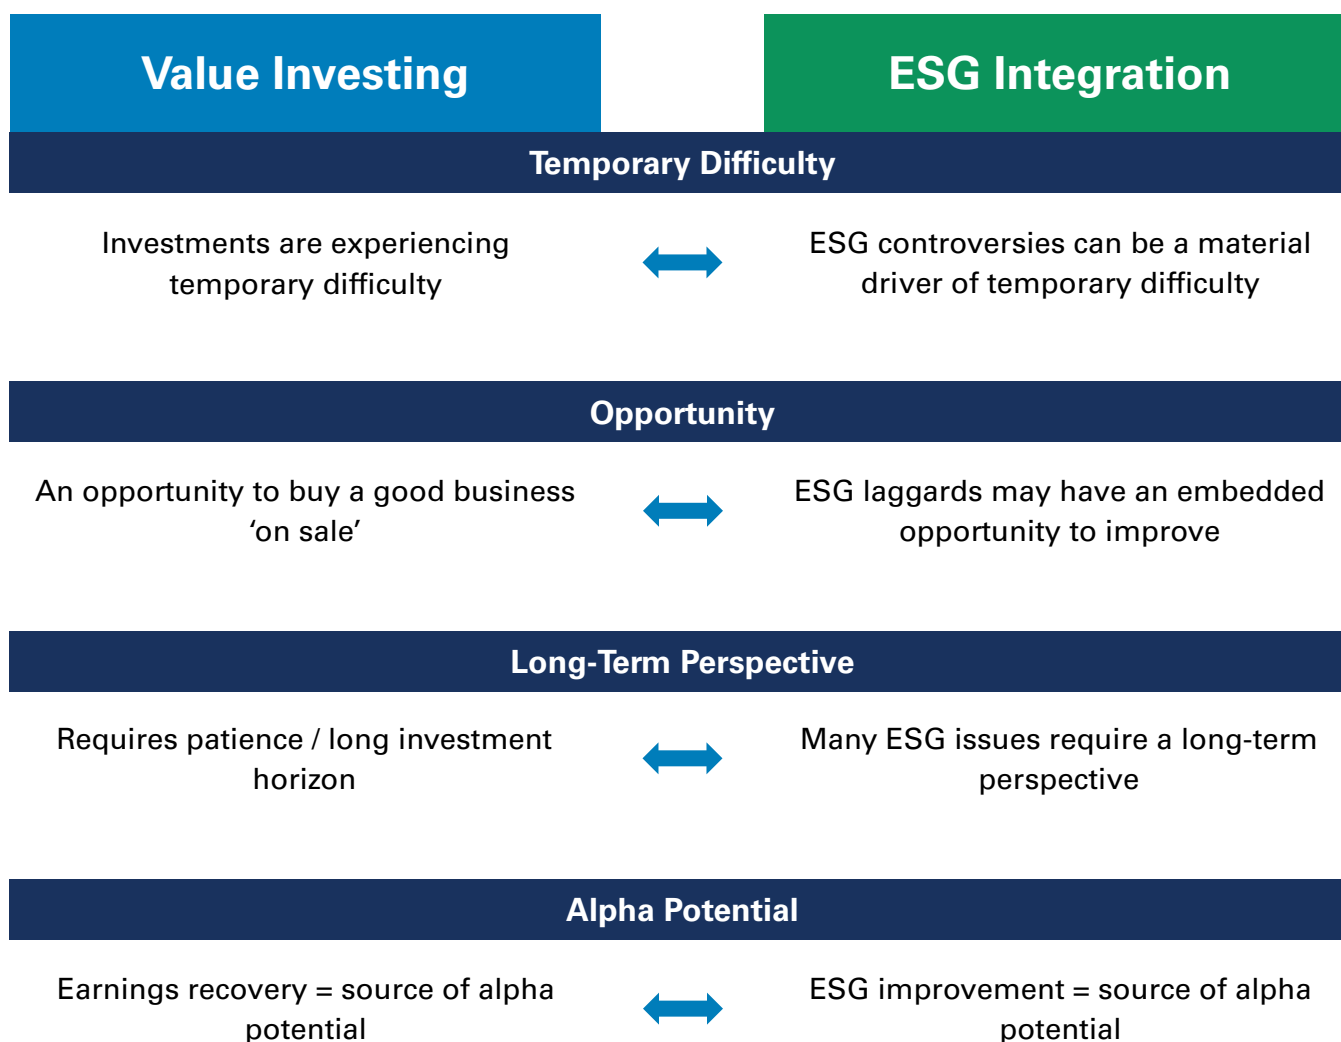 Value Investing
ESG Integration
Temporary Difficulty
Investments are experiencing
temporary difficulty
ESG controversies can be a material
driver of temporary difficulty
Opportunity
An opportunity to buy a good business
‘on sale’
ESG laggards may have an embedded
opportunity to improve
Long-Term Perspective
Requires patience / long investment
horizon
Many ESG issues require a long-term
perspective
Alpha Potential
Earnings recovery = source of alpha
potential
ESG improvement = source of alpha
potential